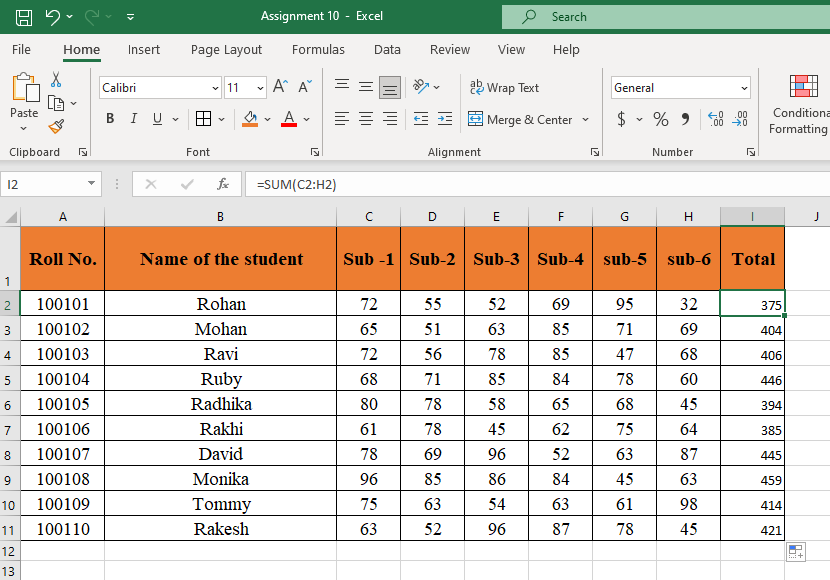 Assignment 10 - Excel
Search
File Home Insert Page Layout Formulas Data Review View Help
Paste
Calibri 11
B I U
ab Wrap Text
Merge & Center
General
$ % 9
Conditiona
Formatting
Clipboard Font Alignment Number
I2 fx =SUM(C2:H2)
A B C D E F G H I J
1 Roll No. Name of the student Sub -1 Sub-2 Sub-3 Sub-4 sub-5 sub-6 Total
2 100101 Rohan 72 55 52 69 95 32 375
3 100102 Mohan 65 51 63 85 71 69 404
4 100103 Ravi 72 56 78 85 47 68 406
5 100104 Ruby 68 71 85 84 78 60 446
6 100105 Radhika 80 78 58 65 68 45 394
7 100106 Rakhi 61 78 45 62 75 64 385
8 100107 David 78 69 96 52 63 87 445
9 100108 Monika 96 85 86 84 45 63 459
10 100109 Tommy 75 63 54 63 61 98 414
11 100110 Rakesh 63 52 96 87 78 45 421
12
13